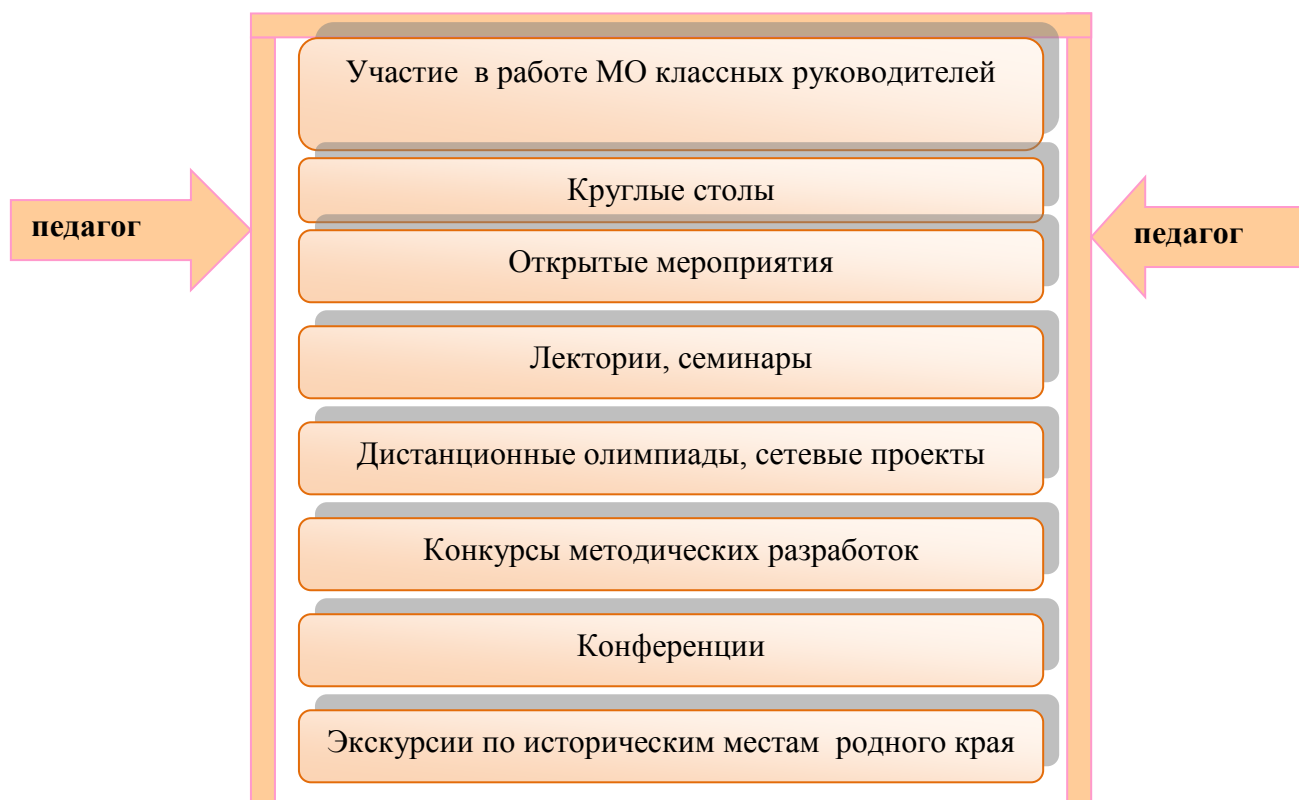 Участие в работе МО классных руководителей
Круглые столы
педагог
педагог
Открытые мероприятия
Лектории, семинары
Дистанционные олимпиады, сетевые проекты
Конкурсы методических разработок
Конференции
Экскурсии по историческим местам родного края